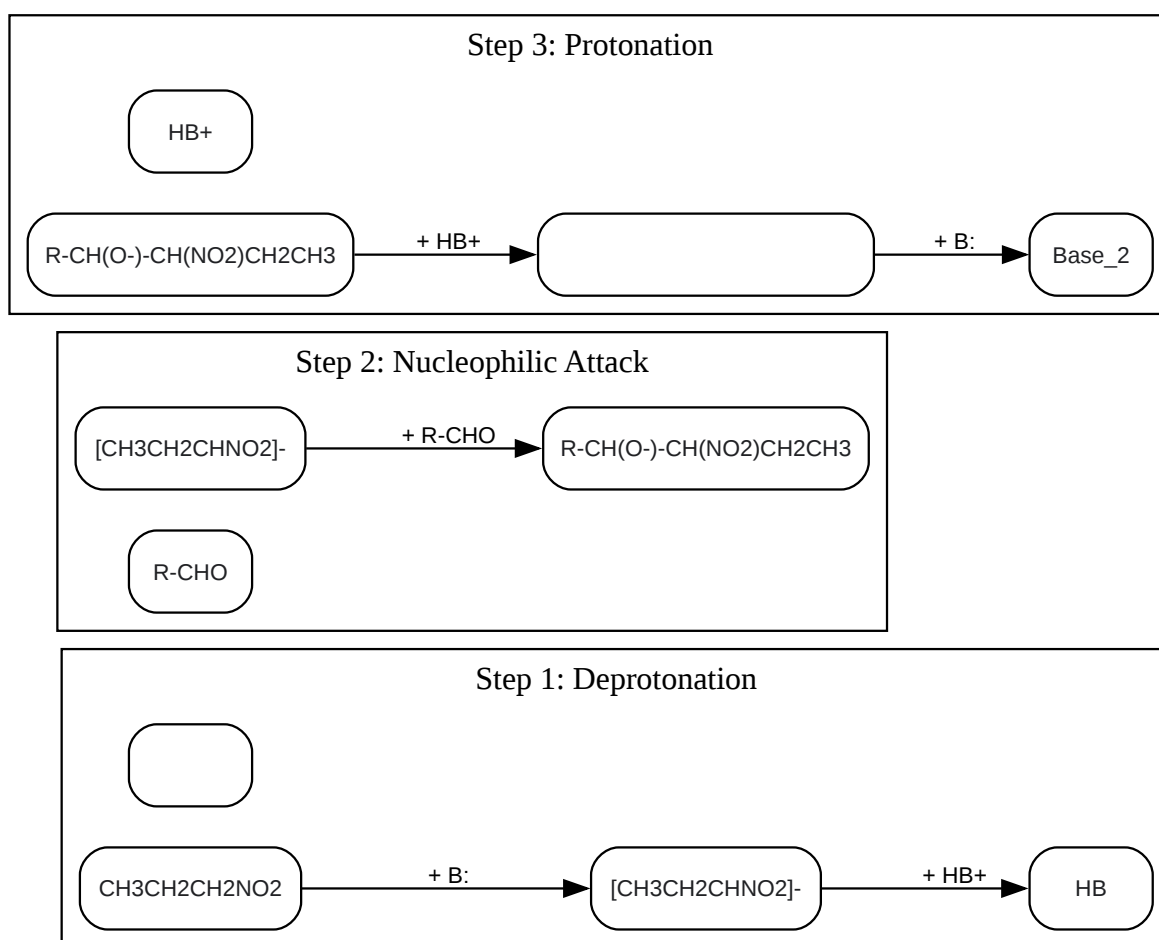 Step 3: Protonation
HB+
R-CH(O-)-CH(NO2)CH2CH3
+ HB+
+ B:
Base_2
Step 2: Nucleophilic Attack
[CH3CH2CHNO2]-
+ R-CHO
R-CH(O-)-CH(NO2)CH2CH3
R-CHO
Step 1: Deprotonation
CH3CH2CH2NO2
+ B:
[CH3CH2CHNO2]-
+ HB+
HB